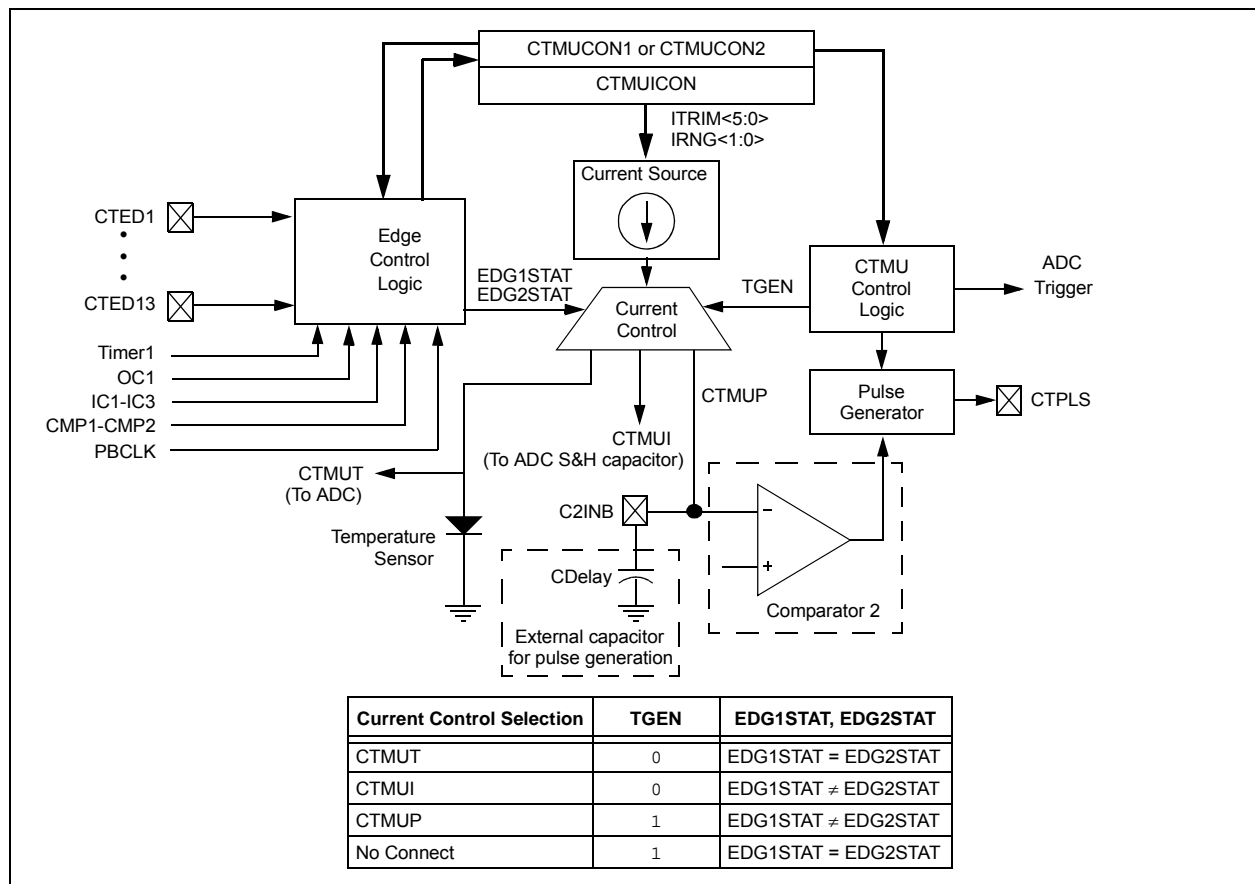 CTMUCON1 or CTMUCON2
CTMUICON
ITRIM<5:0>
IRNG<1:0>
Current Source
CTED1
CTED13
Edge
Control
Logic
EDG1STAT
EDG2STAT
Current
Control
TGEN
CTMU
Control
Logic
ADC
Trigger
Timer1
OC1
IC1-IC3
CMP1-CMP2
PBCLK
CTMUT
(To ADC)
CTMUI
(To ADC S&H capacitor)
CTMUP
Pulse
Generator
CTPLS
C2INB
Temperature
Sensor
CDelay
External capacitor
for pulse generation
−
+
Comparator 2
Current Control Selection TGEN EDG1STAT, EDG2STAT
CTMUT 0 EDG1STAT = EDG2STAT
CTMUI 0 EDG1STAT ≠ EDG2STAT
CTMUP 1 EDG1STAT ≠ EDG2STAT
No Connect 1 EDG1STAT = EDG2STAT